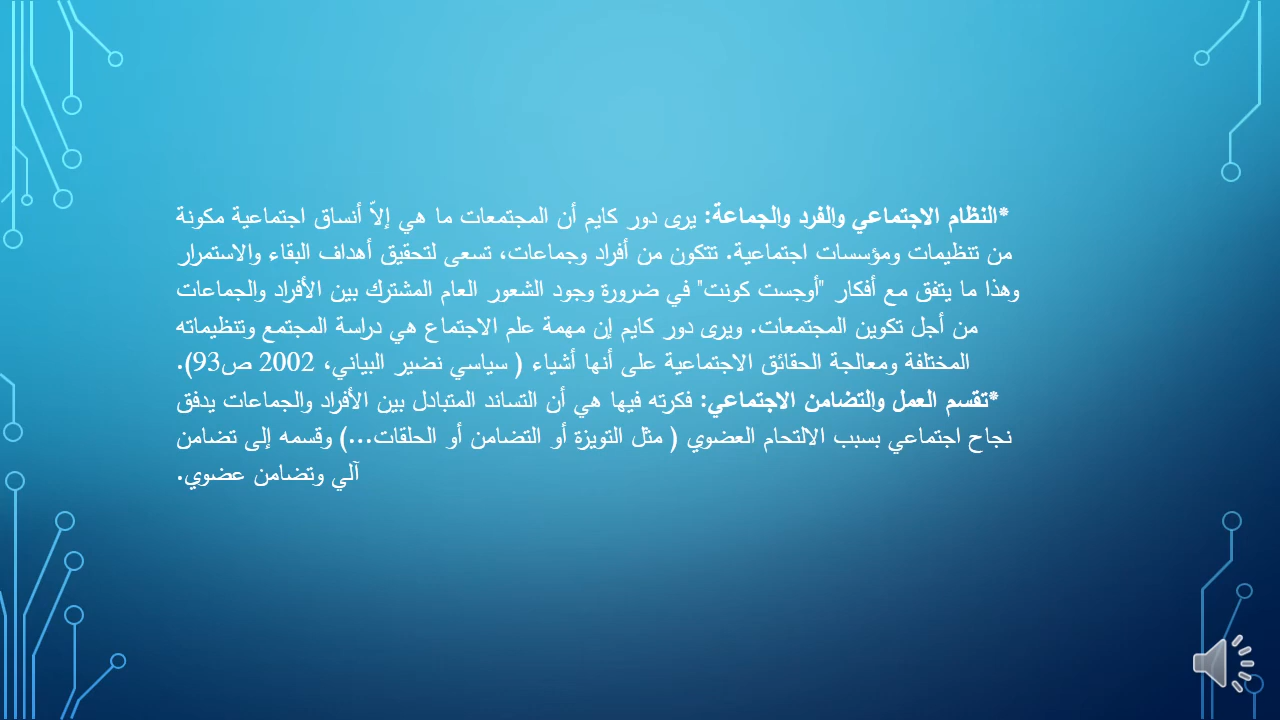 *النظام الاجتماعي والفرد والجماعة: يرى دور كايم أن المجتمعات ما هي إلاّ أنساق اجتماعية مكونة
من تنظيمات ومؤسسات اجتماعية. تتكون من أفراد وجماعات، تسعى لتحقيق أهداف البقاء والاستمرار
وهذا ما يتفق مع أفكار "أوجست كونت" في ضرورة وجود الشعور العام المشترك بين الأفراد والجماعات
من أجل تكوين المجتمعات. ويرى دور كايم إن مهمة علم الاجتماع هي دراسة المجتمع وتنظيماته
المختلفة ومعالجة الحقائق الاجتماعية على أنها أشياء ( سياسي نضير البياني، 2002 ص93).
*تقسم العمل والتضامن الاجتماعي: فكرته فيها هي أن التساند المتبادل بين الأفراد والجماعات يدفق
نجاح اجتماعي بسبب الالتحام العضوي ( مثل التويزة أو التضامن أو الحلقات...) وقسمه إلى تضامن
آلي وتضامن عضوي.